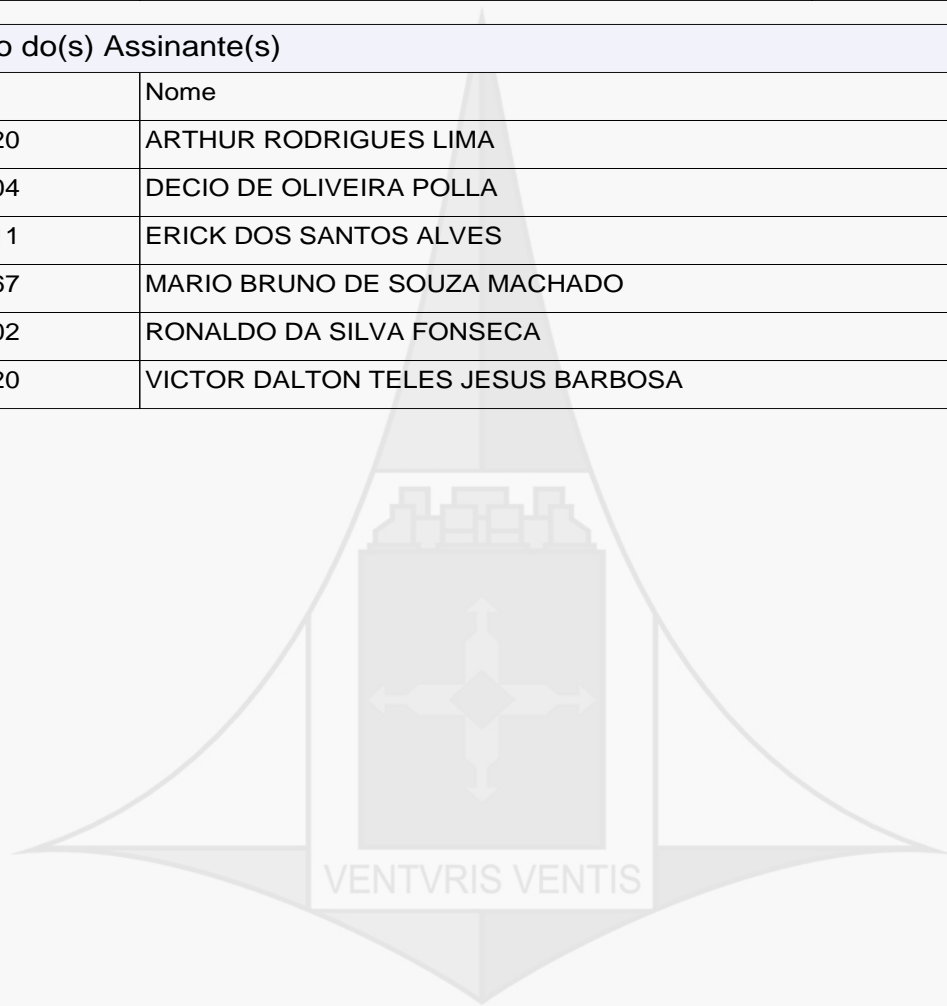 o do(s) Assinante(s)
Nome
20 ARTHUR RODRIGUES LIMA
04 DECIO DE OLIVEIRA POLLA
1 ERICK DOS SANTOS ALVES
67 MARIO BRUNO DE SOUZA MACHADO
02 RONALDO DA SILVA FONSECA
20 VICTOR DALTON TELES JESUS BARBOSA
VENTVRIS VENTIS